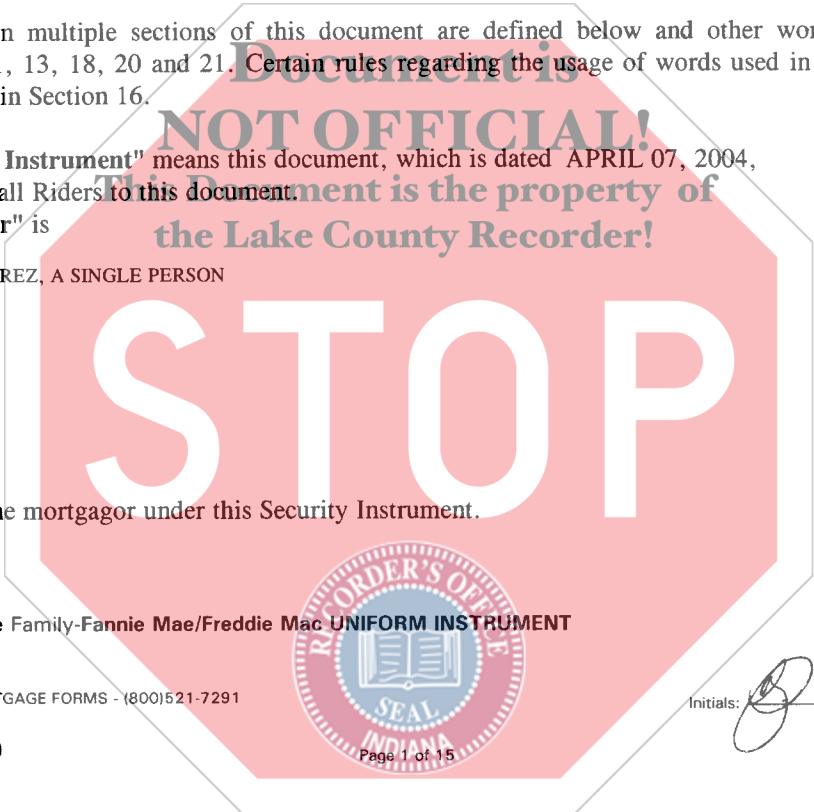 n multiple sections of this document are defined below and other wor
, 13, 18, 20 and 21. Certain rules regarding the usage of words used in
in Section 16.
Document is
NOT OFFICIAL!
Instrument" means this document, which is dated APRIL 07, 2004,
all Riders to this document.
This Document is the property of
the Lake County Recorder!
r" is
REZ, A SINGLE PERSON
STOP
e mortgagor under this Security Instrument.
RECORDER'S OFFICE
SEAL
INDIANA
e Family-Fannie Mae/Freddie Mac UNIFORM INSTRUMENT
TGAGE FORMS - (800)521-7291
Initials:
Page 1 of 15